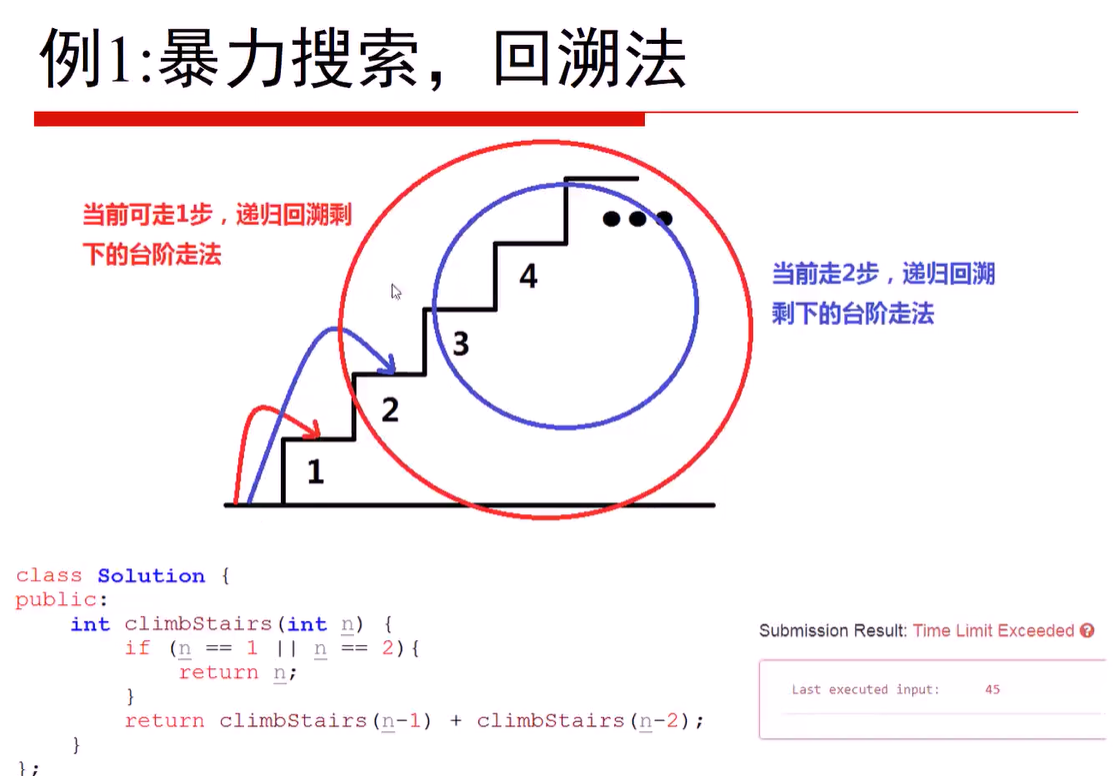 例1:暴力搜索，回溯法
当前可走1步，递归回溯剩
下的台阶走法
当前走2步，递归回溯
剩下的台阶走法
4
3
2
1
class Solution {
public:
    int climbStairs(int n) {
        if (n == 1 || n == 2){
            return n;
        }
        return climbStairs(n-1) + climbStairs(n-2);
    }
};
Submission Result: Time Limit Exceeded ?
Last executed input: 45